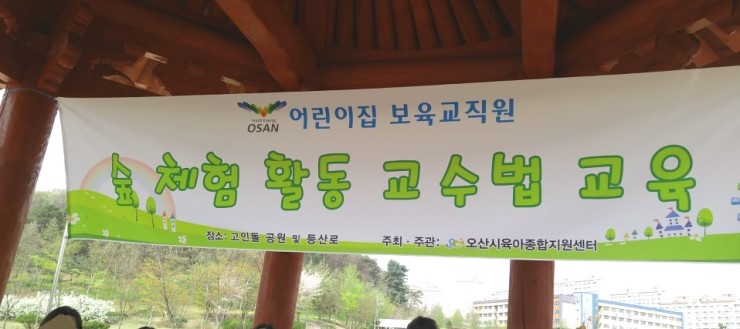 OSAN
어린이집 보육교직원
숲 체험 활동 교수법 교육
장소: 고인돌 공원 및 등산로
주최 · 주관: 오산시육아종합지원센터